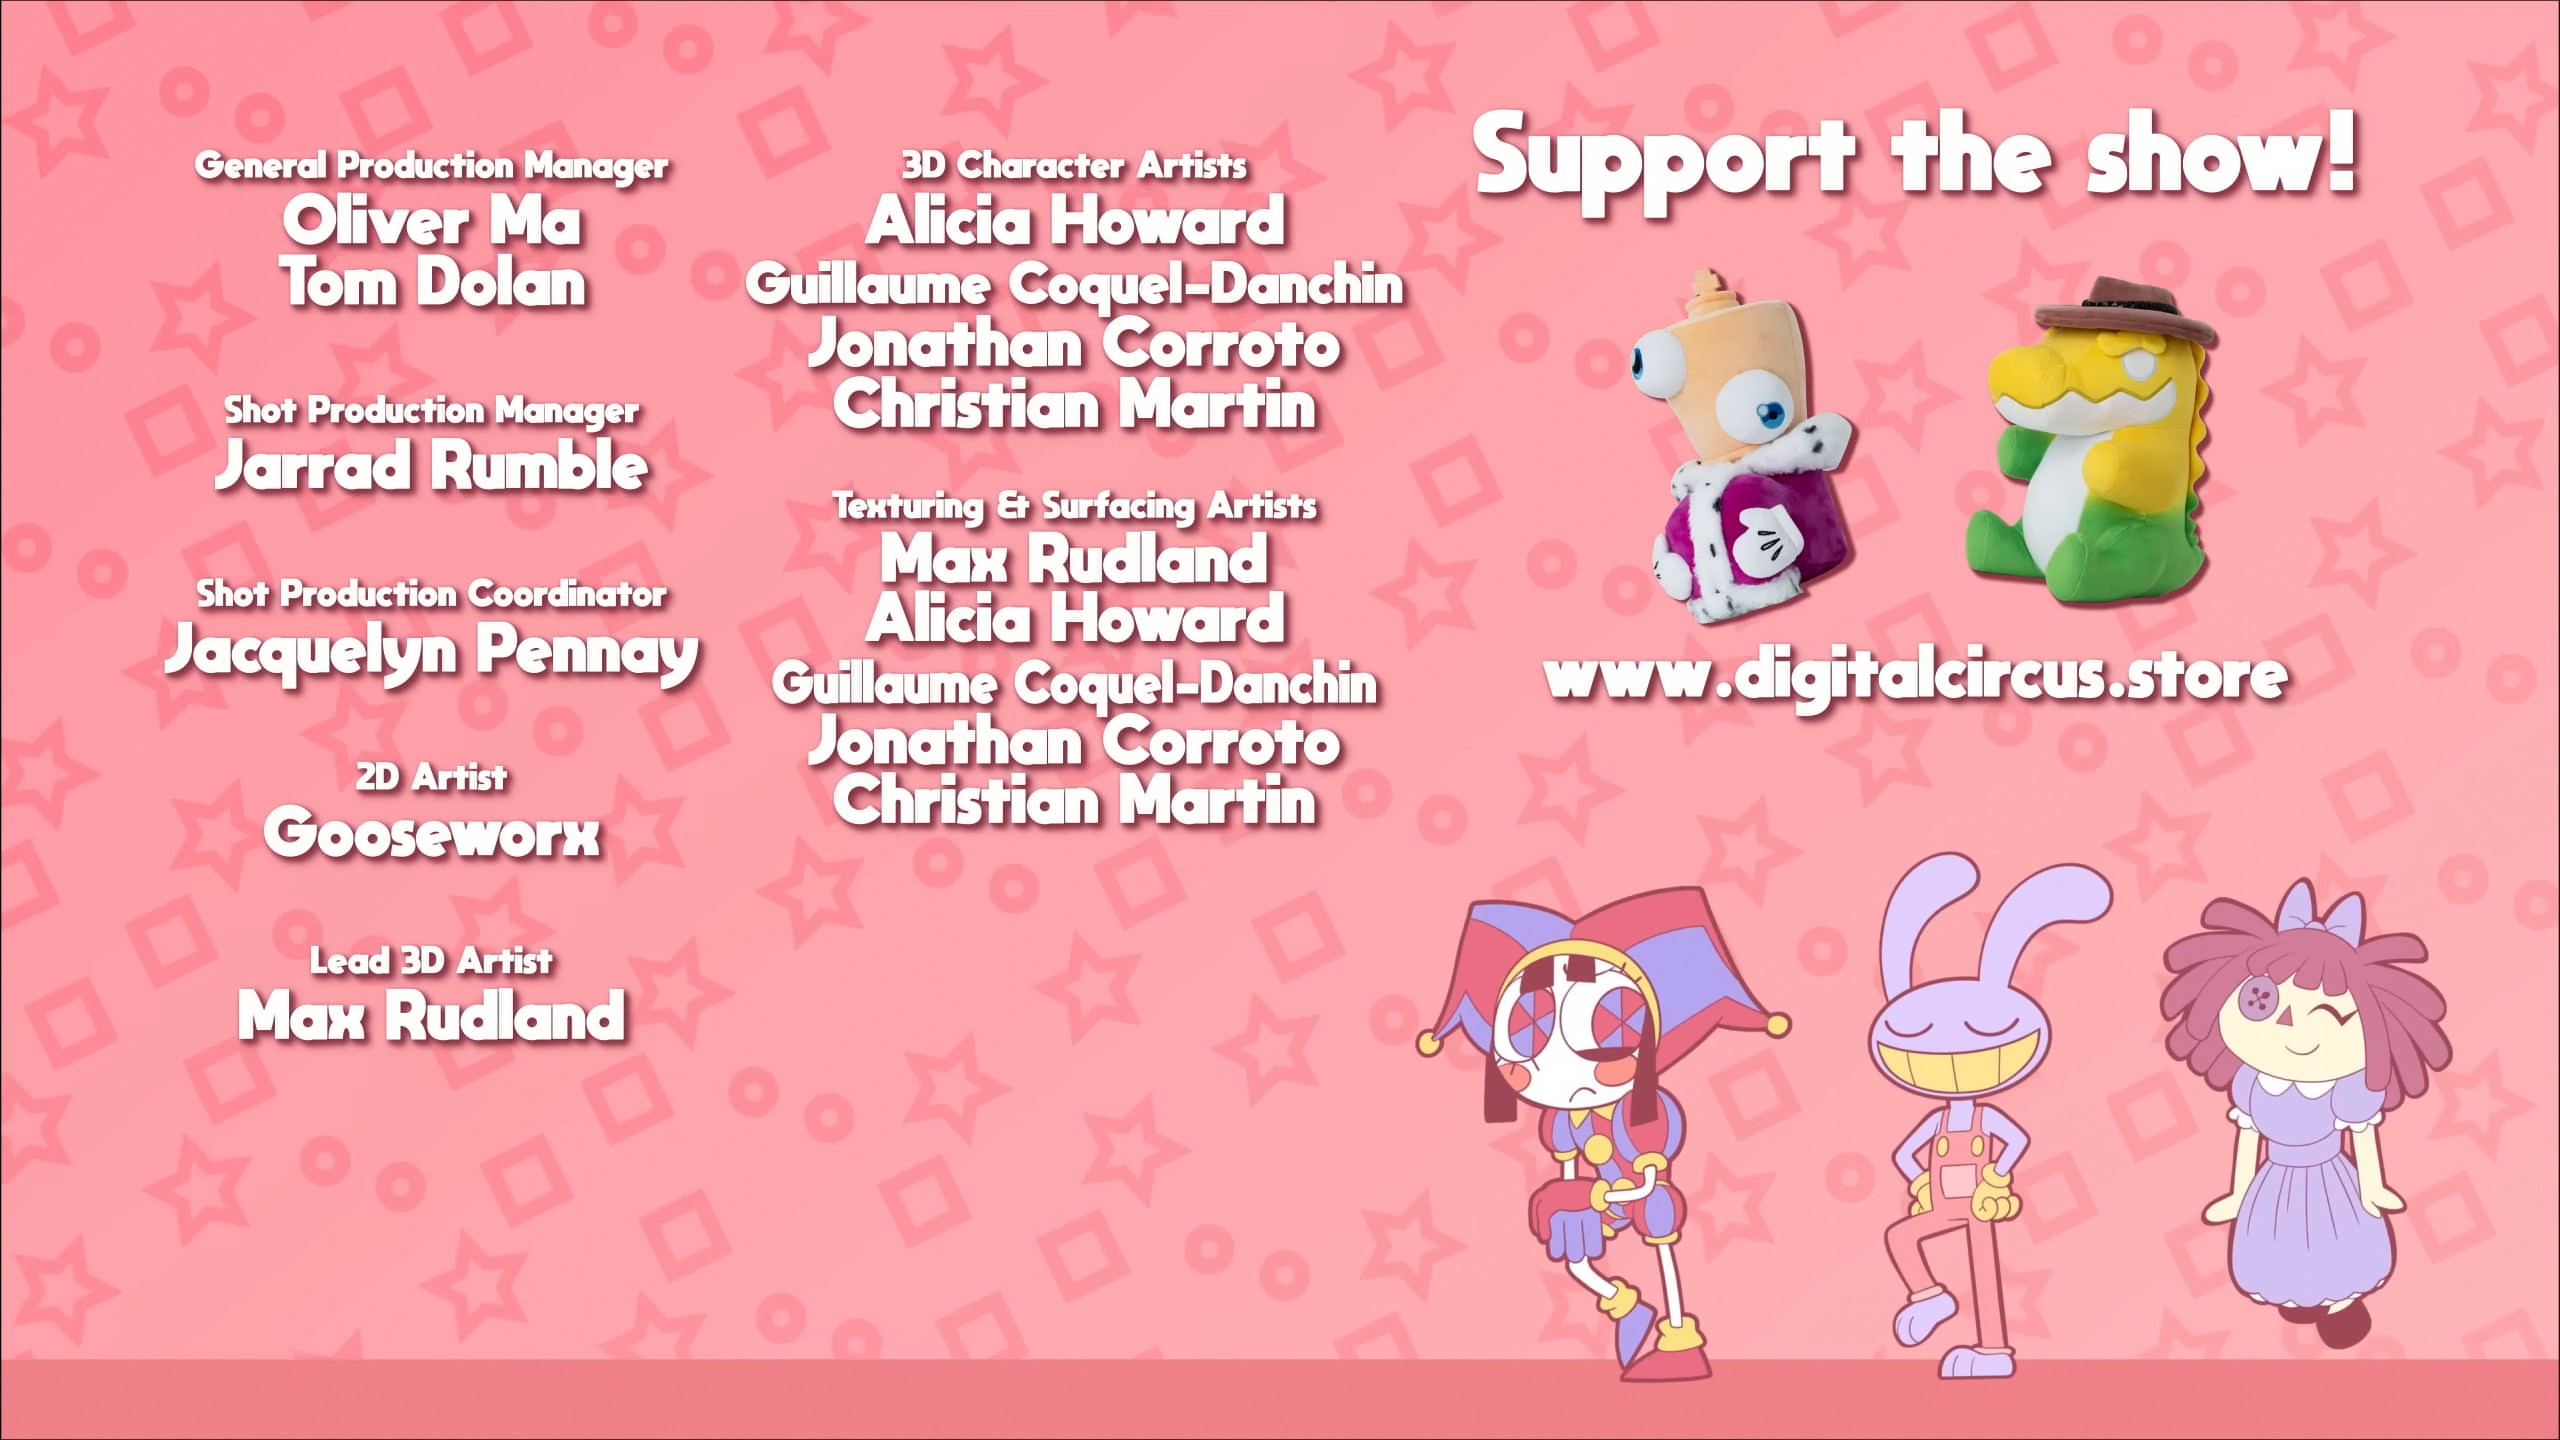 General Production Manager
Oliver Ma
Tom Dolan
Shot Production Manager
Jarrad Rumble
Shot Production Coordinator
Jacquelyn Pennay
2D Artist
Gooseworx
Lead 3D Artist
Max Rudland
3D Character Artists
Alicia Howard
Guillaume Coquel-Danchin
Jonathan Corroto
Christian Martin
Texturing & Surfacing Artists
Max Rudland
Alicia Howard
Guillaume Coquel-Danchin
Jonathan Corroto
Christian Martin
Support the show!
www.digitalcircus.store